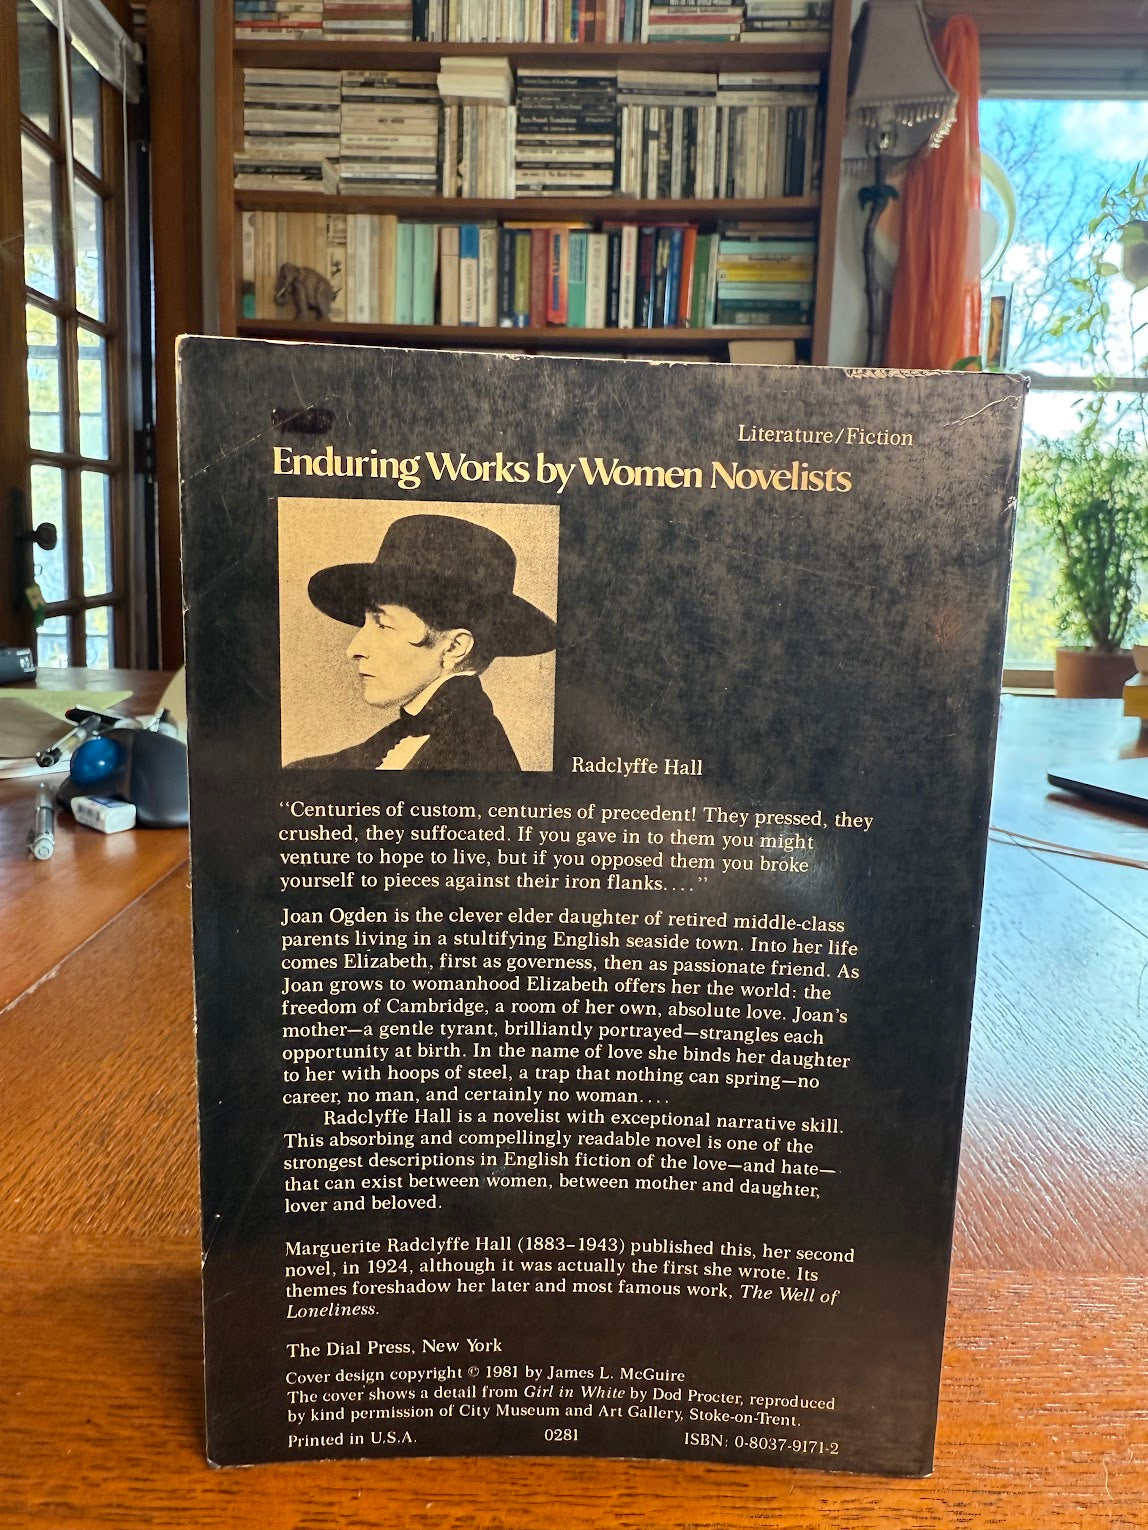 Literature/Fiction
Enduring Works by Women Novelists
Radclyffe Hall
“Centuries of custom, centuries of precedent! They pressed, they
crushed, they suffocated. If you gave in to them you might
venture to hope to live, but if you opposed them you broke
yourself to pieces against their iron flanks. . . .”
Joan Ogden is the clever elder daughter of retired middle-class
parents living in a stultifying English seaside town. Into her life
comes Elizabeth, first as governess, then as passionate friend. As
Joan grows to womanhood Elizabeth offers her the world: the
freedom of Cambridge, a room of her own, absolute love. Joan’s
mother—a gentle tyrant, brilliantly portrayed—strangles each
opportunity at birth. In the name of love she binds her daughter
to her with hoops of steel, a trap that nothing can spring—no
career, no man, and certainly no woman. . . .
Radclyffe Hall is a novelist with exceptional narrative skill.
This absorbing and compellingly readable novel is one of the
strongest descriptions in English fiction of the love—and hate—
that can exist between women, between mother and daughter,
lover and beloved.
Marguerite Radclyffe Hall (1883–1943) published this, her second
novel, in 1924, although it was actually the first she wrote. Its
themes foreshadow her later and most famous work, The Well of
Loneliness.
The Dial Press, New York
Cover design copyright © 1981 by James L. McGuire
The cover shows a detail from Girl in White by Dod Procter, reproduced
by kind permission of City Museum and Art Gallery, Stoke-on-Trent.
Printed in U.S.A. 0281 ISBN: 0-8037-9171-2